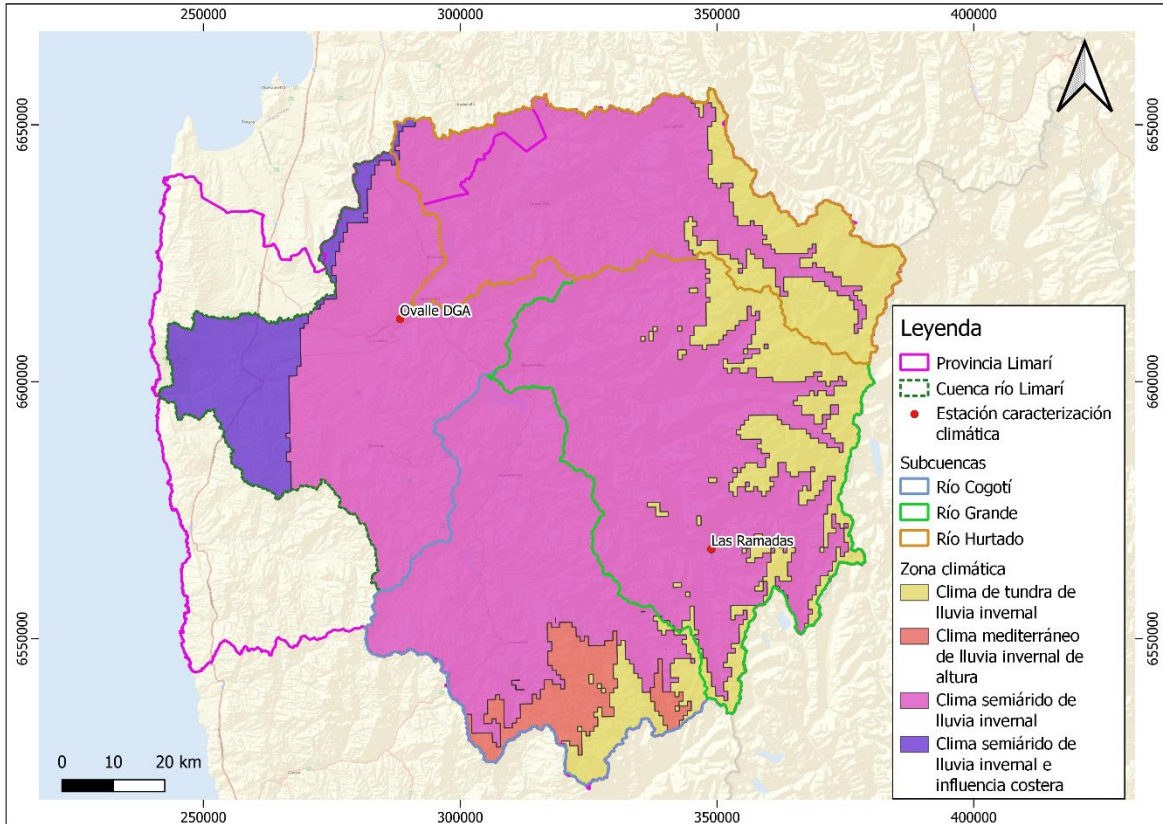 250000
300000
350000
400000
6650000
6650000
6600000
6600000
6550000
6550000
Ovalle DGA
Las Ramadas
Leyenda
Provincia Limarí
Cuenca río Limarí
Estación caracterización
climática
Subcuencas
Río Cogotí
Río Grande
Río Hurtado
Zona climática
Clima de tundra de
lluvia invernal
Clima mediterráneo
de lluvia invernal de
altura
Clima semiárido de
lluvia invernal
Clima semiárido de
lluvia invernal e
influencia costera
0 10 20 km
250000
300000
350000
400000